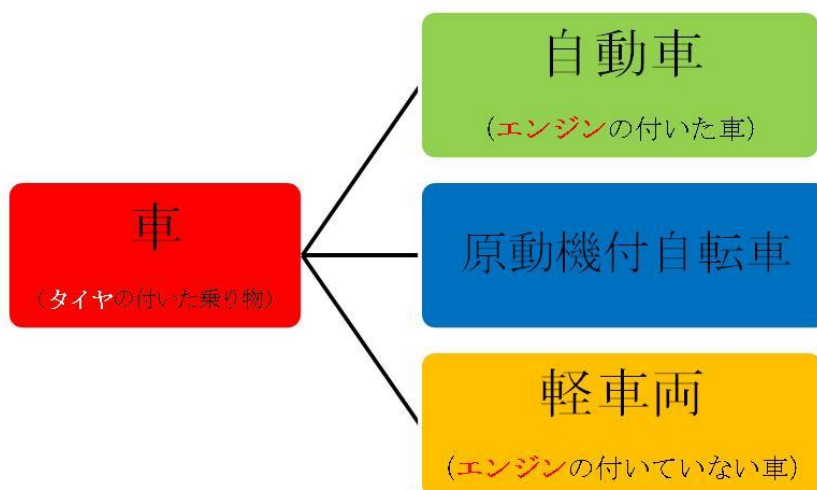 車
（タイヤの付いた乗り物）
自動車
（エンジンの付いた車）
原動機付自転車
軽車両
（エンジンの付いていない車）